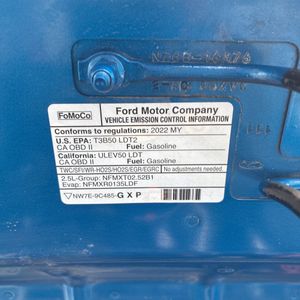 FoMoCo
Ford Motor Company
VEHICLE EMISSION CONTROL INFORMATION
Conforms to regulations: 2022 MY
U.S. EPA: T3B50 LDT2
CA OBD II Fuel: Gasoline
California: ULEV50 LDT
CA OBD II Fuel: Gasoline
TWC/SFI/WR-HO2S/HO2S/EGR/EGRC No adjustments needed.
2.5L-Group: NFMXT02.52B1
Evap: NFMXR0135LDF
NW7E-9C485-GXP